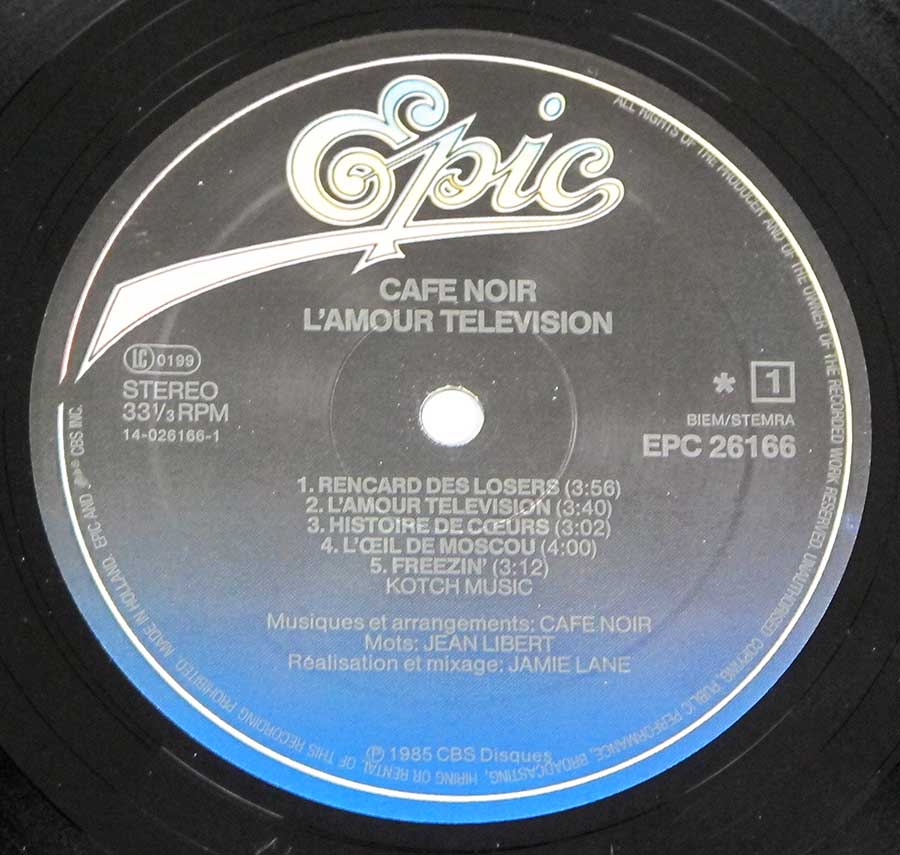 Epic
CAFE NOIR
L'AMOUR TELEVISION
LC 0199
STEREO
33 1/3 RPM
14-026166-1
* 1
BIEM/STEMRA
EPC 26166
1. RENCARD DES LOSERS (3:56)
2. L'AMOUR TELEVISION (3:40)
3. HISTOIRE DE CŒURS (3:02)
4. L'ŒIL DE MOSCOU (4:00)
5. FREEZIN' (3:12)
KOTCH MUSIC
Musiques et arrangements: CAFE NOIR
Mots: JEAN LIBERT
Réalisation et mixage: JAMIE LANE
℗ 1985 CBS Disques
ALL RIGHTS OF THE PRODUCER AND OF THE OWNER OF THE RECORDED WORK RESERVED. UNAUTHORISED COPYING, PUBLIC PERFORMANCE, BROADCASTING, HIRING OR RENTAL OF THIS RECORDING PROHIBITED. MADE IN HOLLAND. EPIC AND CBS INC.